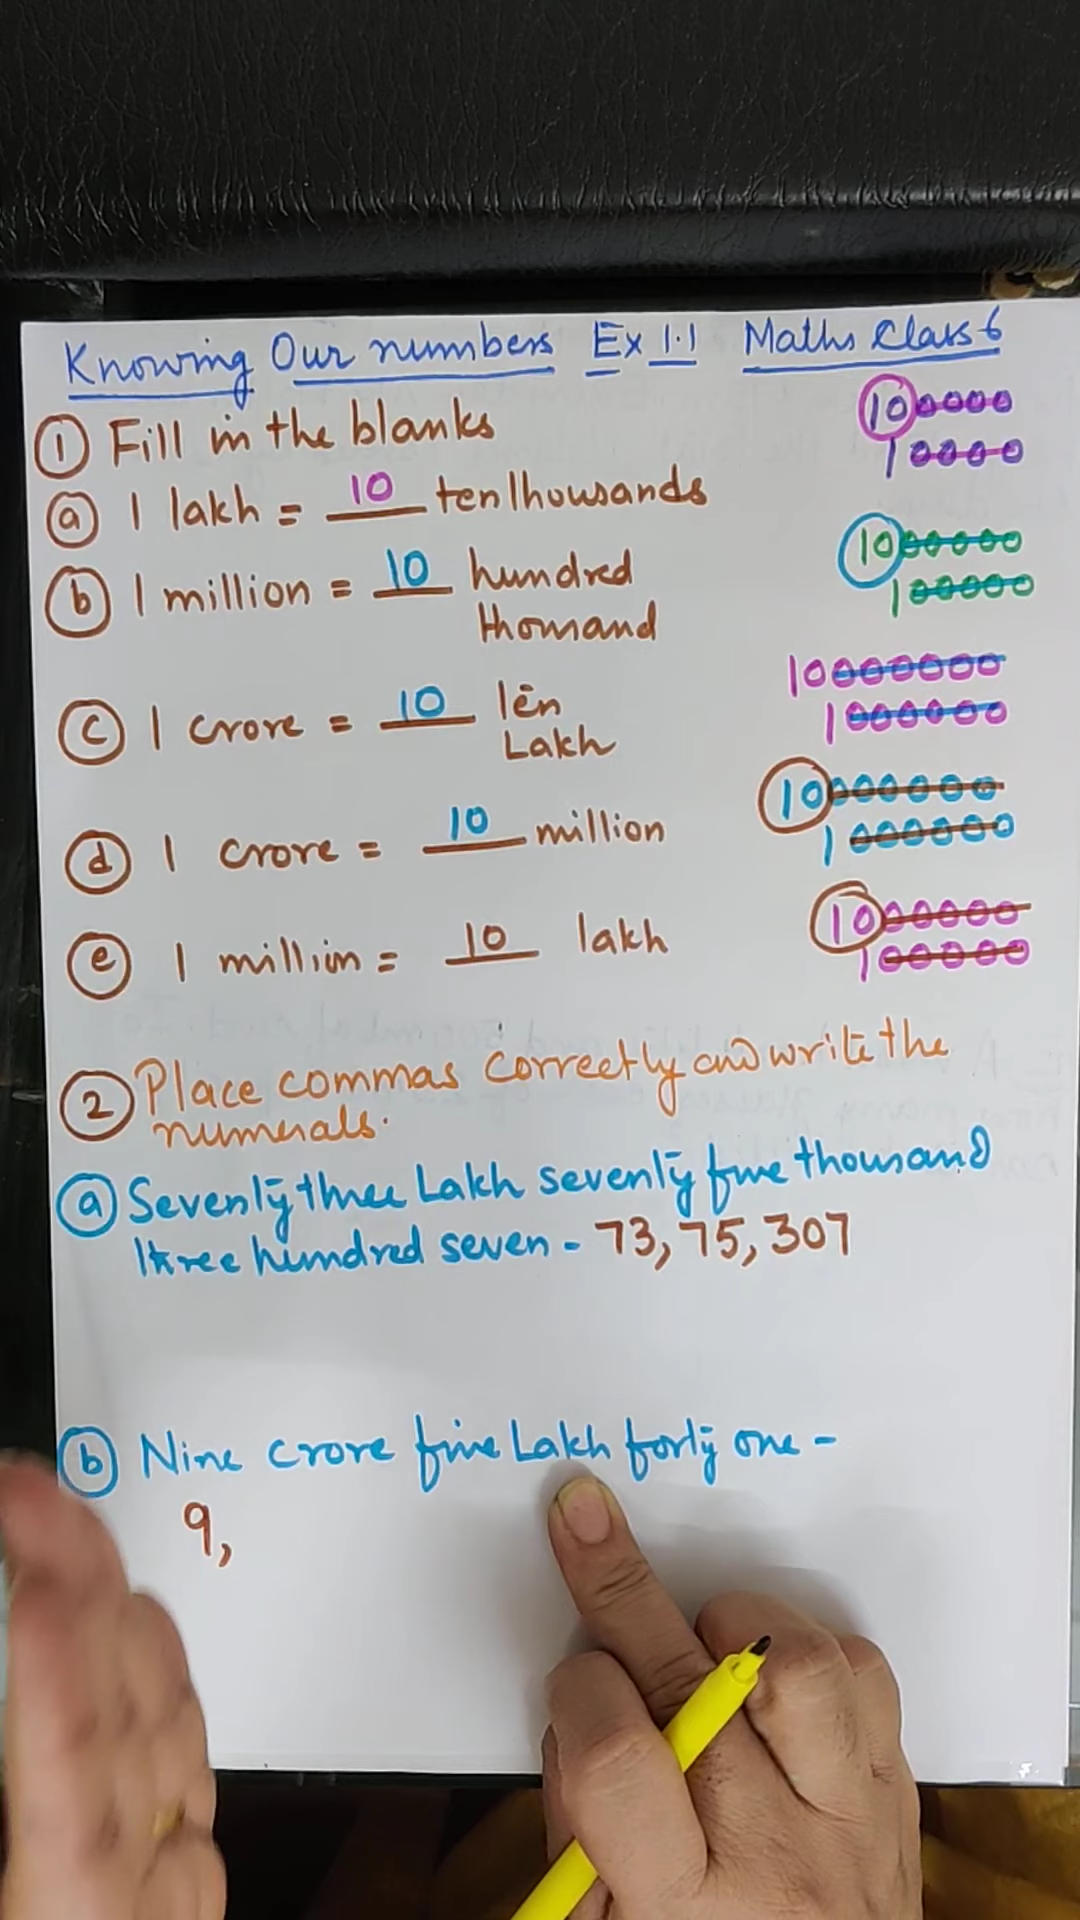 Knowing Our numbers Ex 1.1 Maths Class 6
① Fill in the blanks
100000
10000
ⓐ 1 lakh = 10 ten thousands
ⓑ 1 million = 10 hundred
thousand
1000000
100000
ⓒ 1 crore = 10 ten
Lakh
10000000
1000000
ⓓ 1 crore = 10 million
10000000
1000000
ⓔ 1 million = 10 lakh
1000000
100000
② Place commas correctly and write the
numerals.
ⓐ Seventy three Lakh seventy five thousand
three hundred seven - 73, 75, 307
ⓑ Nine crore five Lakh forty one -
9,